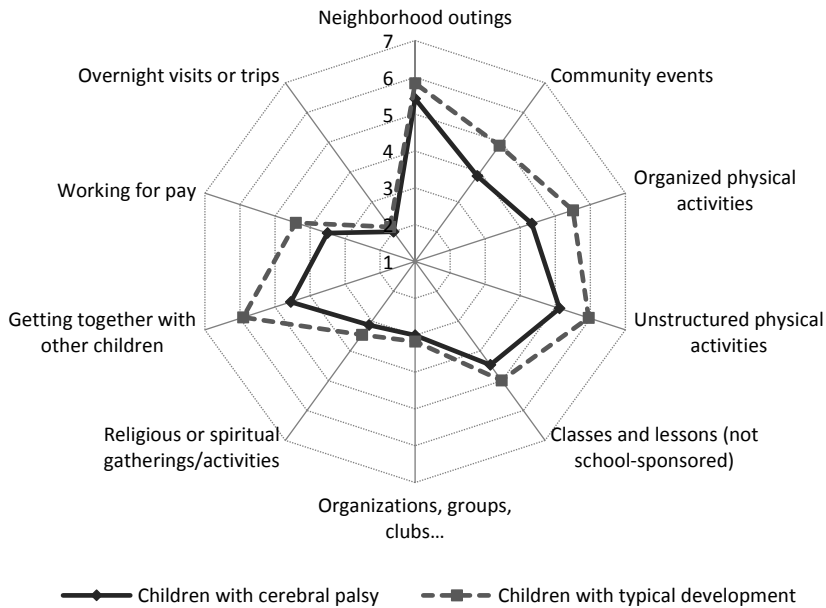 Neighborhood outings
7
6
5
4
3
2
1
Community events
Organized physical
activities
Unstructured physical
activities
Classes and lessons (not
school-sponsored)
Organizations, groups,
clubs…
Religious or spiritual
gatherings/activities
Getting together with
other children
Working for pay
Overnight visits or trips
Children with cerebral palsy
Children with typical development